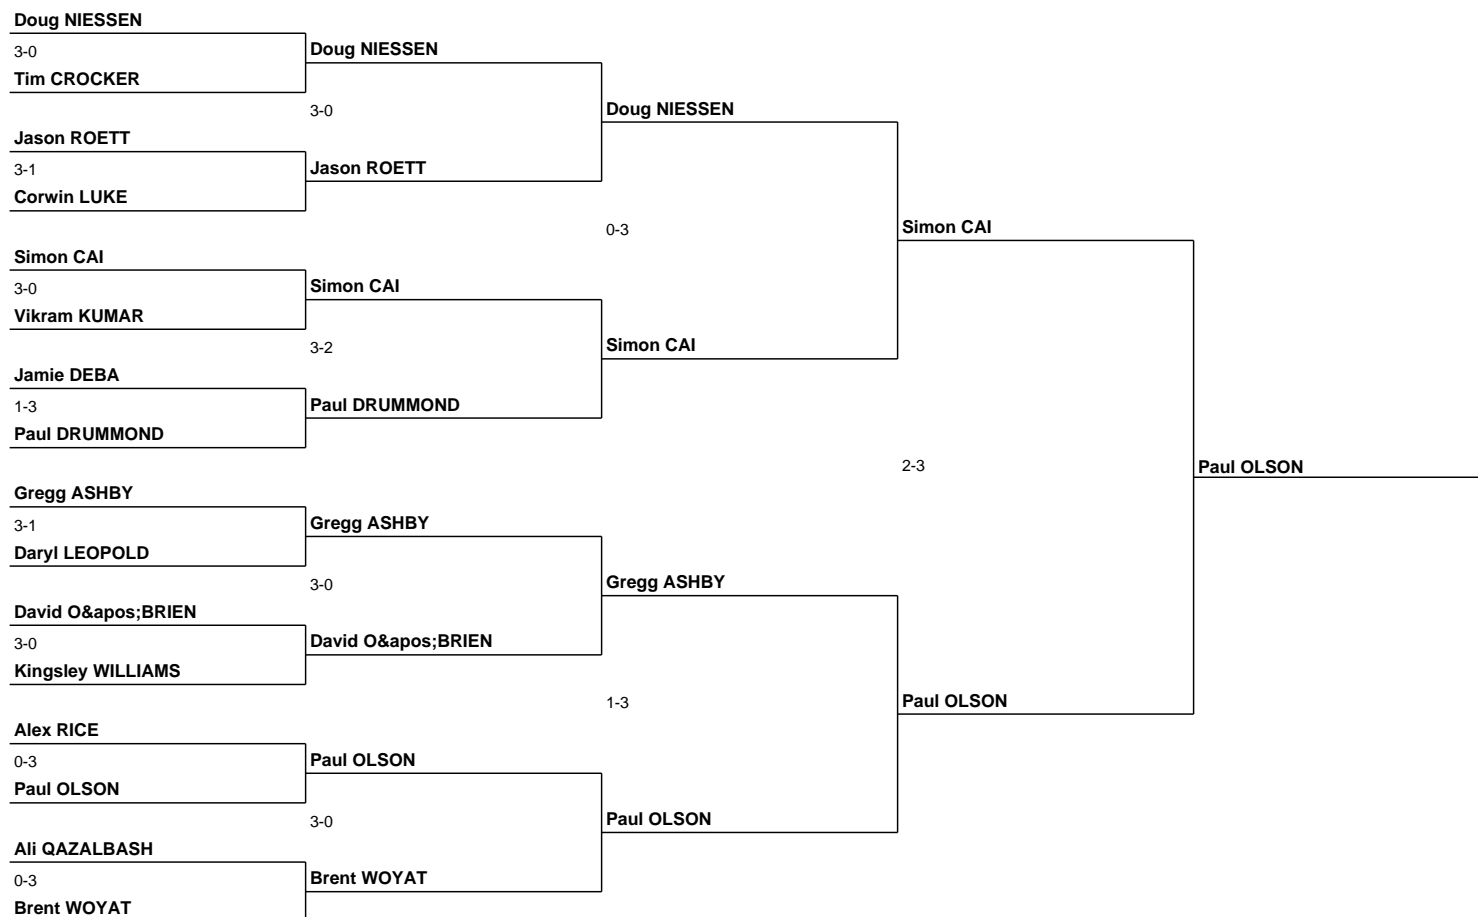 Doug NIESSEN
3-0
Tim CROCKER
Jason ROETT
3-1
Corwin LUKE
Simon CAI
3-0
Vikram KUMAR
Jamie DEBA
1-3
Paul DRUMMOND
Gregg ASHBY
3-1
Daryl LEOPOLD
David O&apos;BRIEN
3-0
Kingsley WILLIAMS
Alex RICE
0-3
Paul OLSON
Ali QAZALBASH
0-3
Brent WOYAT
Doug NIESSEN
3-0
Jason ROETT
Simon CAI
3-2
Paul DRUMMOND
Gregg ASHBY
3-0
David O&apos;BRIEN
Paul OLSON
3-0
Brent WOYAT
Doug NIESSEN
0-3
Simon CAI
Gregg ASHBY
1-3
Paul OLSON
Simon CAI
2-3
Paul OLSON
Paul OLSON